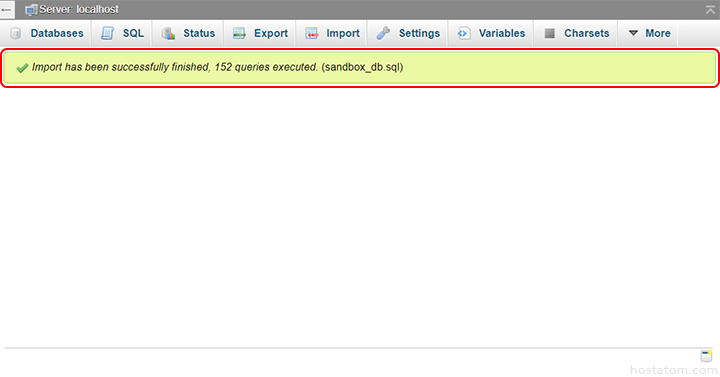 Server: localhost
Databases SQL Status Export Import Settings Variables Charsets More
Import has been successfully finished, 152 queries executed. (sandbox_db.sql)
hostatom.com